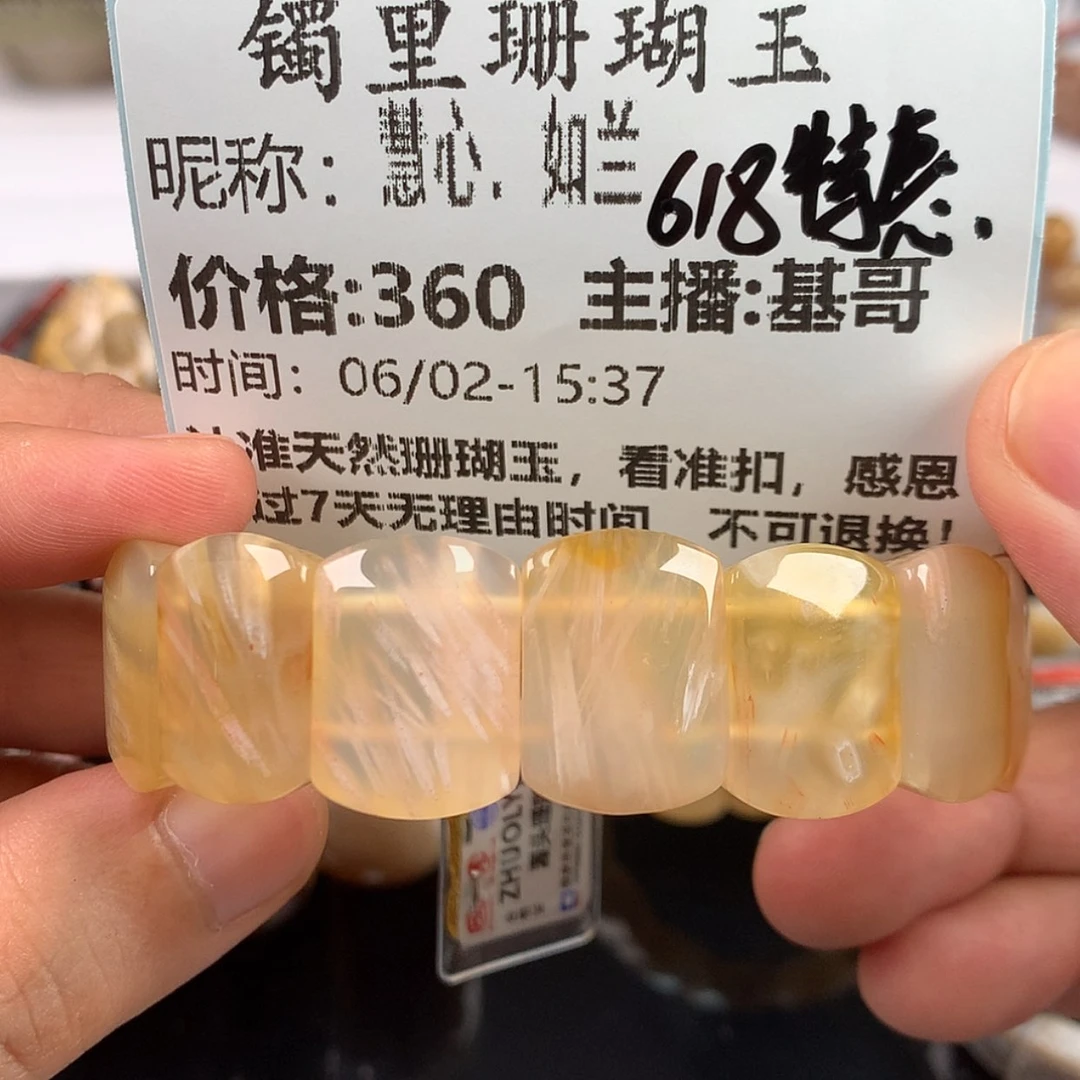 镯里珊瑚玉
昵称：慧心.如兰
618特惠.
价格:360 主播:基哥
时间：06/02-15:37
认准天然珊瑚玉，看准扣，感恩
过7天无理由时间 不可退换!
ZHUOLY